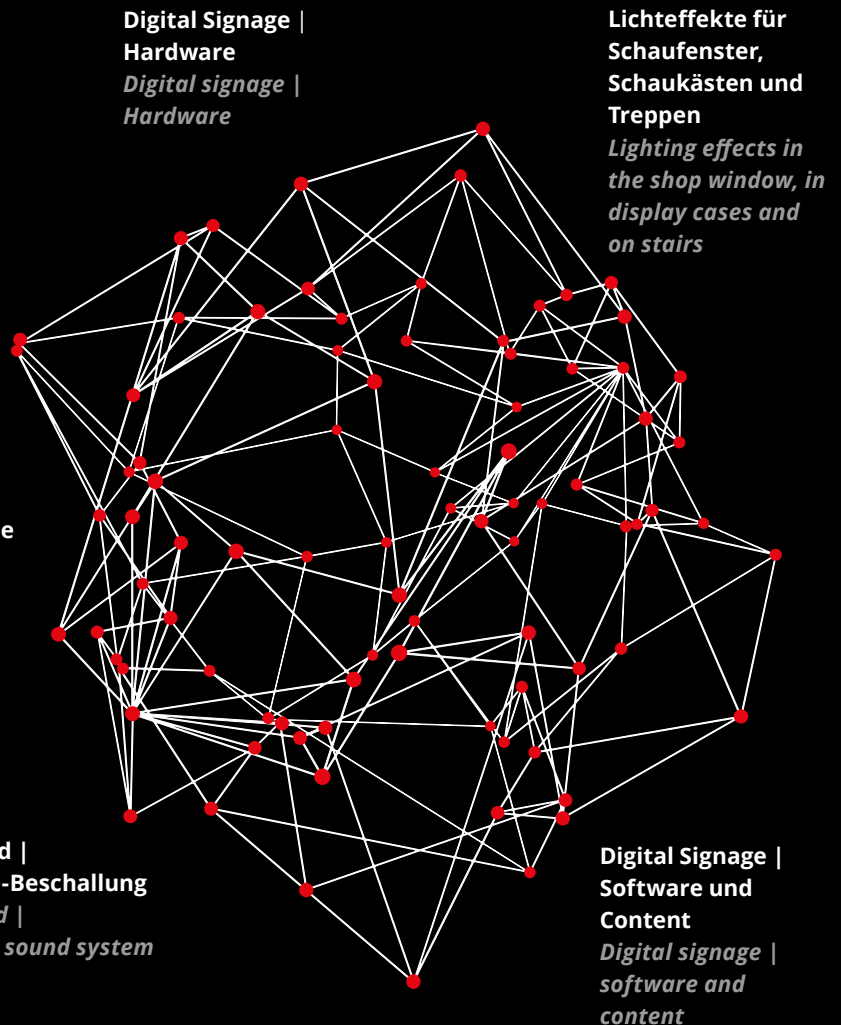 Digital Signage |
Hardware
Digital signage |
Hardware
Lichteffekte für
Schaufenster,
Schaukästen und
Treppen
Lighting effects in
the shop window, in
display cases and
on stairs
e
d |
-Beschallung
d |
sound system
Digital Signage |
Software und
Content
Digital signage |
software and
content